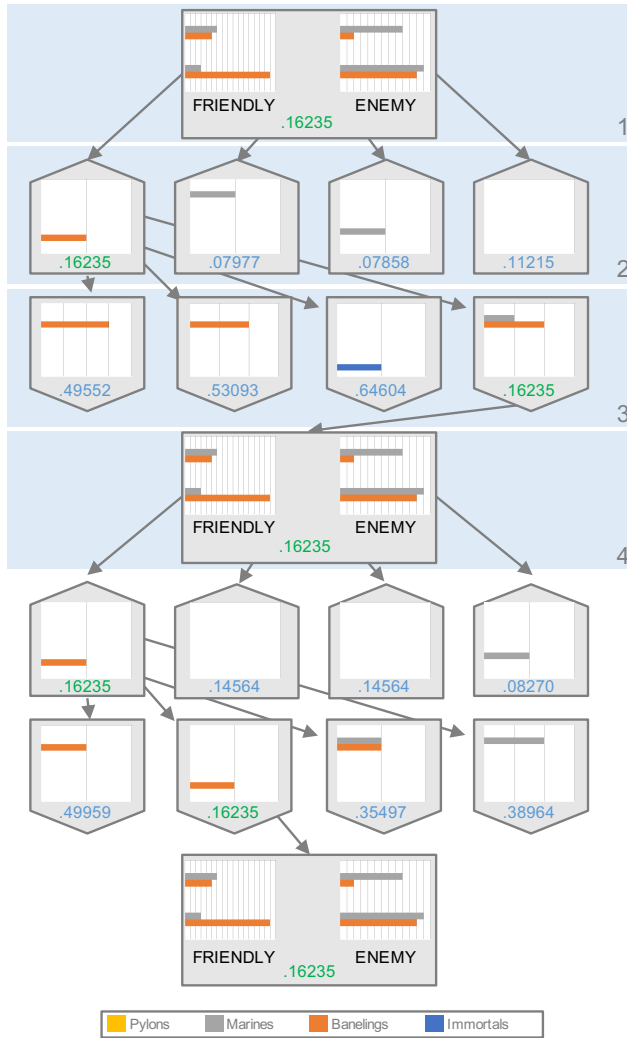 FRIENDLY ENEMY
.16235
1
.16235 .07977 .07858 .11215
2
.49552 .53093 .64604 .16235
3
FRIENDLY ENEMY
.16235
4
.16235 .14564 .14564 .08270
.49959 .16235 .35497 .38964
FRIENDLY ENEMY
.16235
Pylons Marines Banelings Immortals